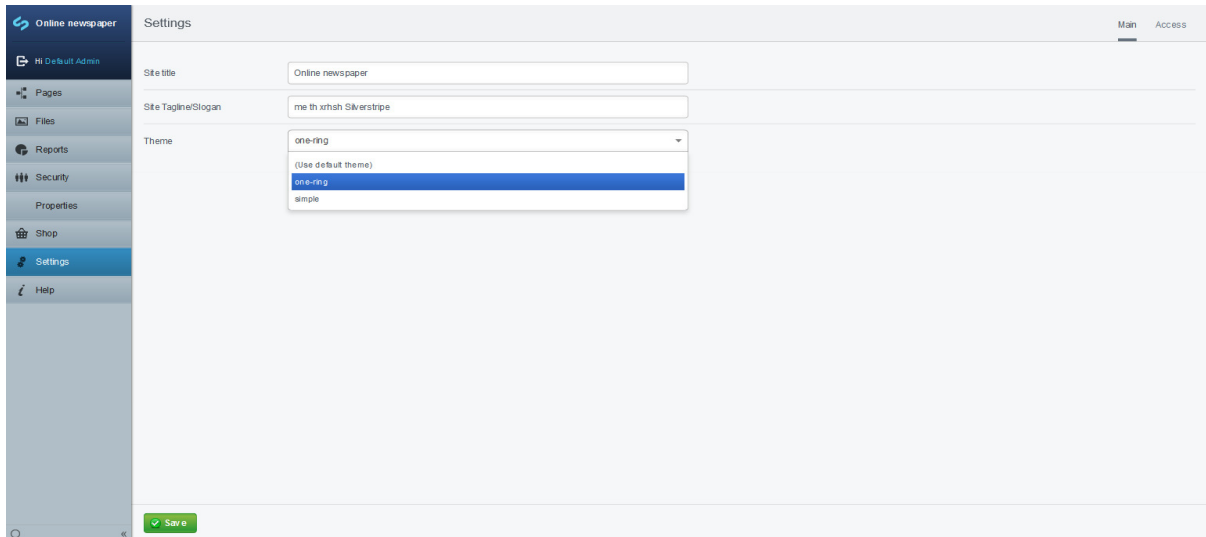 Online newspaper
Settings
Main
Access
Hi Default Admin
Pages
Files
Reports
Security
Properties
Shop
Settings
Help
Site title
Online newspaper
Site Tagline/Slogan
me th xrhsh Silverstripe
Theme
one-ring
(Use default theme)
one-ring
simple
«
Save